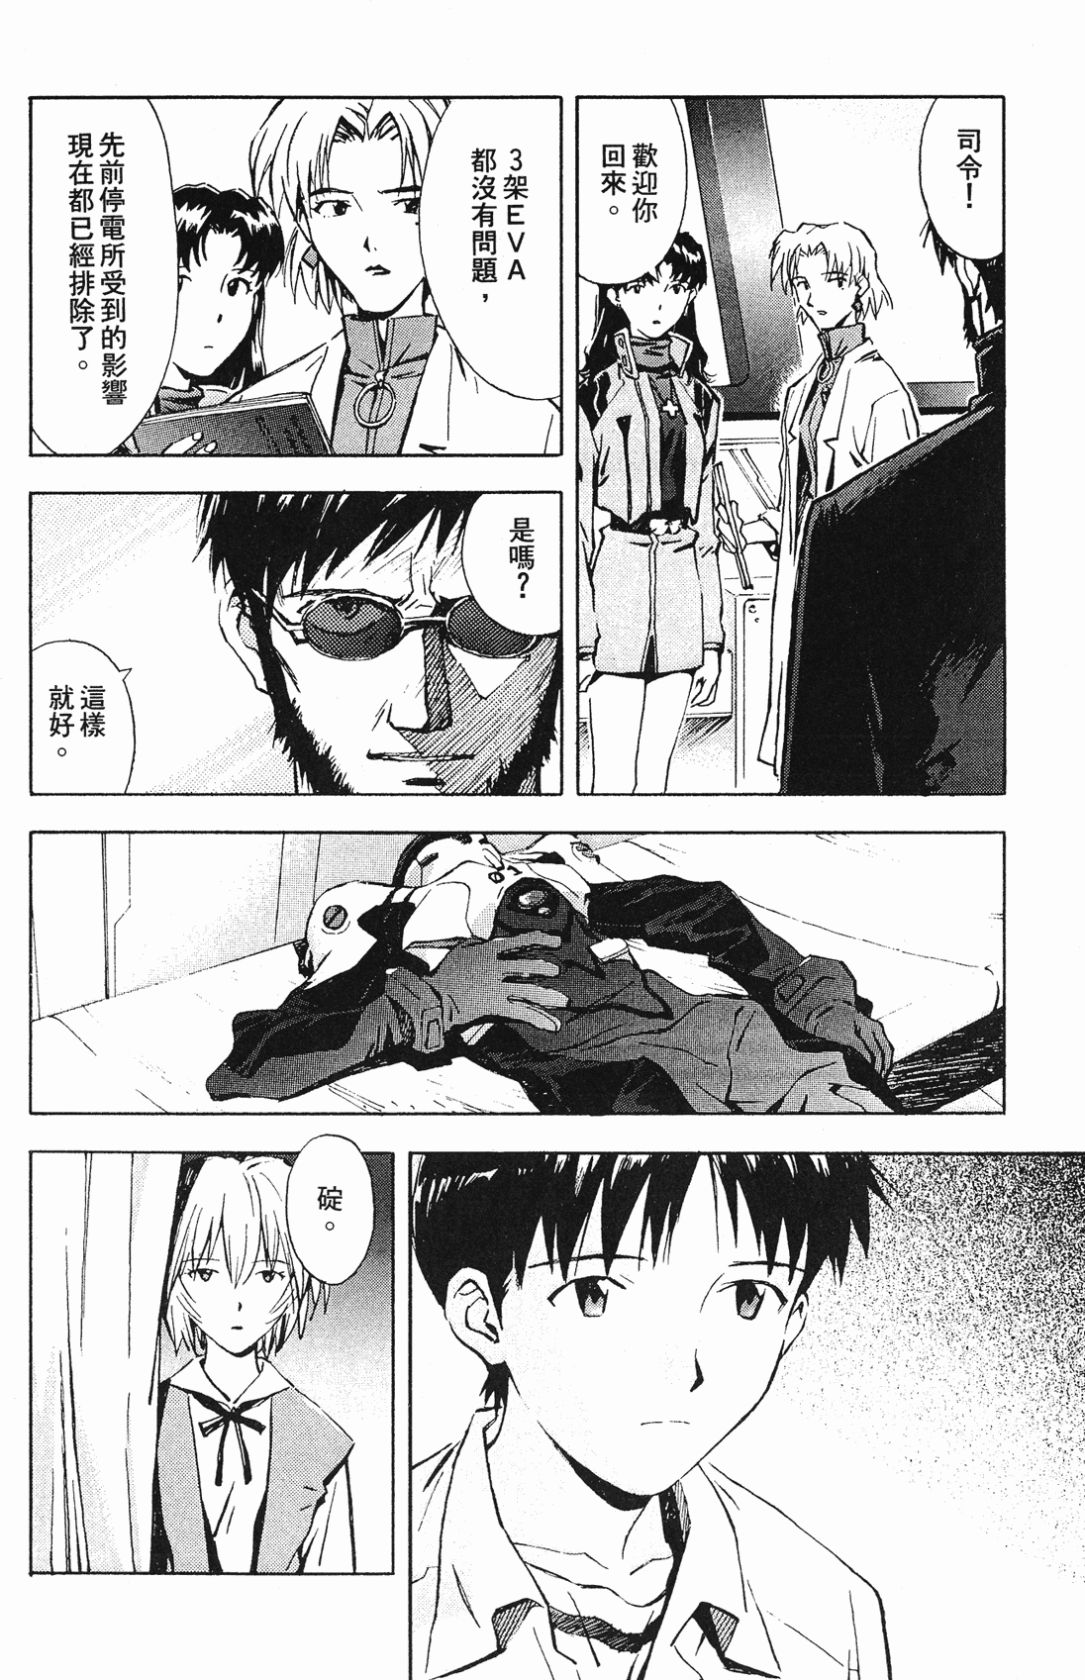 司令！
歡迎你
回來。
3架EVA
都沒有問題，
先前停電所受到的影響
現在都已經排除了。
是嗎？
這樣
就好。
01
碇。